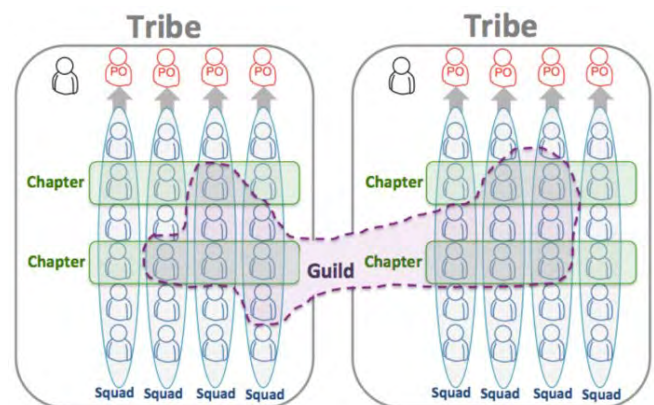 Tribe Tribe
PO PO PO PO PO PO PO PO
Chapter Chapter
Chapter Guild Chapter
Squad Squad Squad Squad Squad Squad Squad Squad